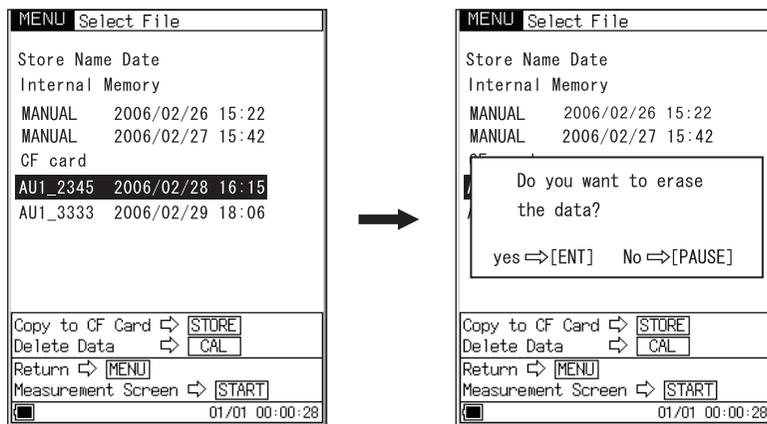 MENU Select File
Store Name Date
Internal Memory
MANUAL 2006/02/26 15:22
MANUAL 2006/02/27 15:42
CF card
AU1_2345 2006/02/28 16:15
AU1_3333 2006/02/29 18:06
Copy to CF Card ⇨ STORE
Delete Data ⇨ CAL
Return ⇨ MENU
Measurement Screen ⇨ START
01/01 00:00:28
MENU Select File
Store Name Date
Internal Memory
MANUAL 2006/02/26 15:22
MANUAL 2006/02/27 15:42
Do you want to erase
the data?
yes ⇨ [ENT] No ⇨ [PAUSE]
Copy to CF Card ⇨ STORE
Delete Data ⇨ CAL
Return ⇨ MENU
Measurement Screen ⇨ START
01/01 00:00:28